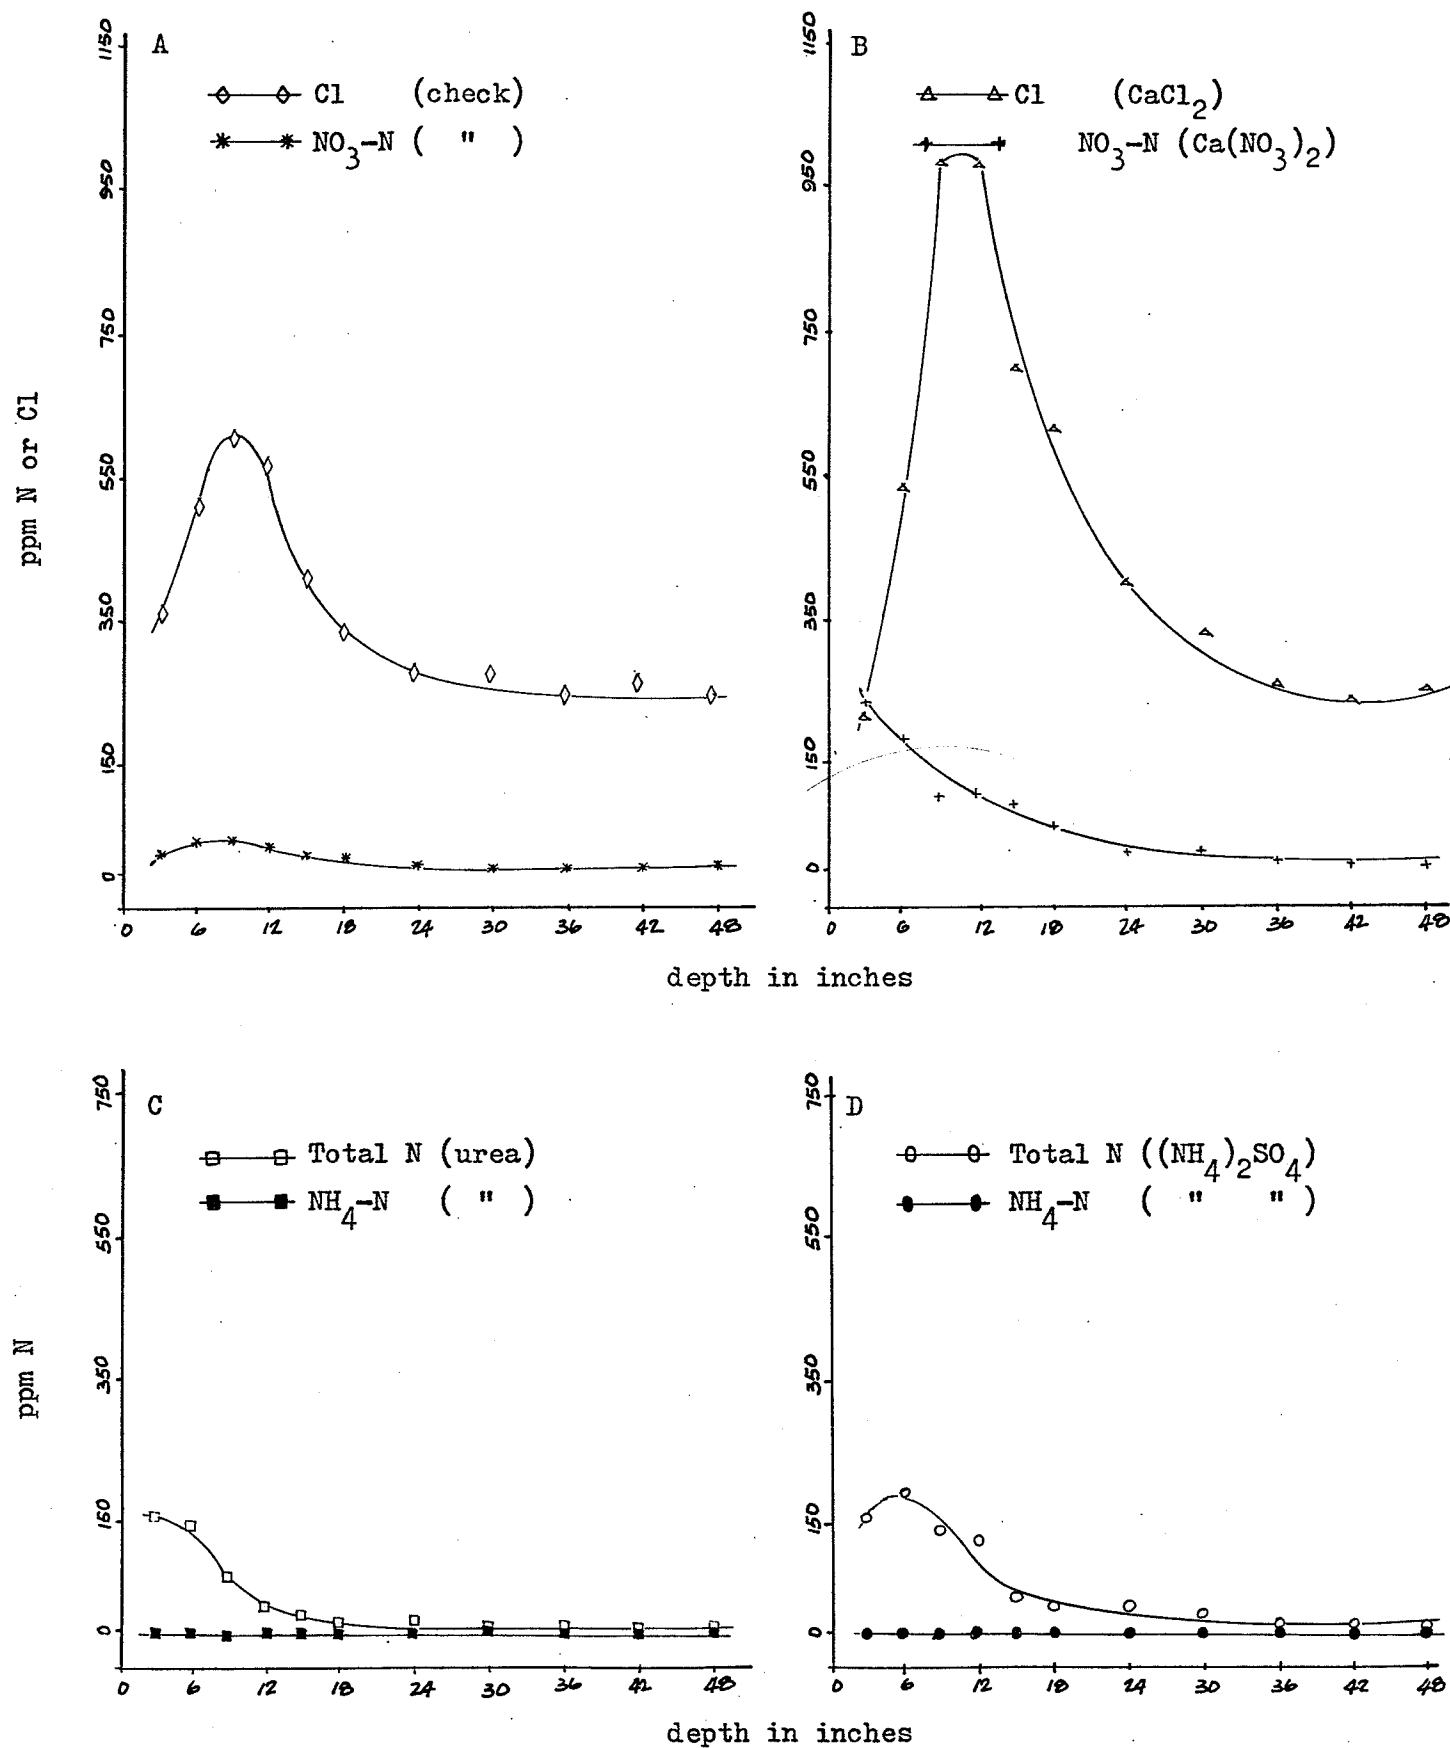 A
Cl (check)
NO3-N ( " )
1150
950
750
550
350
150
0
0 6 12 18 24 30 36 42 48
B
Cl (CaCl2)
NO3-N (Ca(NO3)2)
1150
950
750
550
350
150
0
0 6 12 18 24 30 36 42 48
ppm N or Cl
depth in inches
C
Total N (urea)
NH4-N ( " )
750
550
350
150
0
0 6 12 18 24 30 36 42 48
D
Total N ((NH4)2SO4)
NH4-N ( " " )
750
550
350
150
0
0 6 12 18 24 30 36 42 48
ppm N
depth in inches